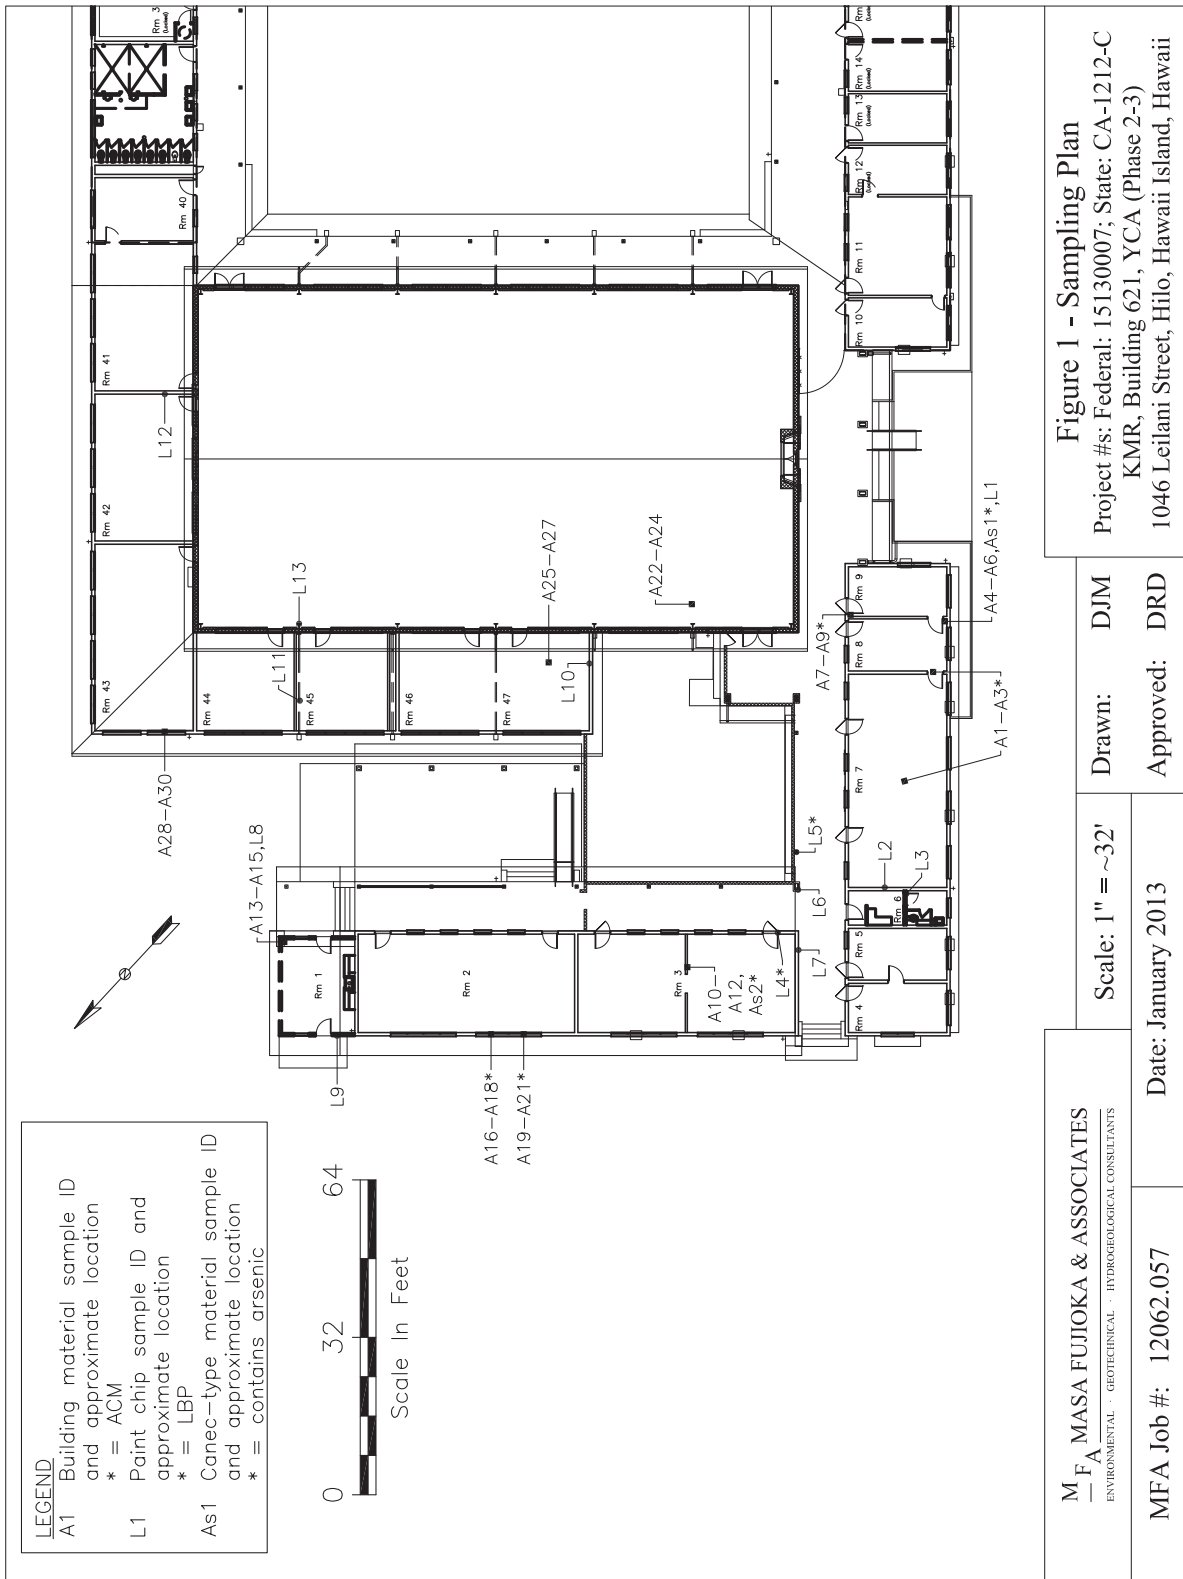 LEGEND
A1 Building material sample ID
and approximate location
* = ACM
L1 Paint chip sample ID and
approximate location
* = LBP
As1 Canec-type material sample ID
and approximate location
* = contains arsenic
0 32 64
Scale In Feet
L9
A16-A18*
A19-A21*
A13-A15,L8
A28-A30
L12
L11
L13
L10
A25-A27
A22-A24
A10-
A12,
As2*
L4*
L7
L6
L5*
L2
L3
A7-A9*
A1-A3*
A4-A6,As1*,L1
Rm 1
Rm 2
Rm 3
Rm 4
Rm 5
Rm 6
Rm 7
Rm 8
Rm 9
Rm 10
Rm 11
Rm 12
(Locked)
Rm 13
(Locked)
Rm 14
(Locked)
Rm
Rm 3
(Locked)
Rm 40
Rm 41
Rm 42
Rm 43
Rm 44
Rm 45
Rm 46
Rm 47
MFA MASA FUJIOKA & ASSOCIATES
ENVIRONMENTAL · GEOTECHNICAL · HYDROGEOLOGICAL CONSULTANTS
MFA Job #: 12062.057
Date: January 2013
Scale: 1" = ~32'
Drawn: DJM
Approved: DRD
Figure 1 - Sampling Plan
Project #s: Federal: 15130007; State: CA-1212-C
KMR, Building 621, YCA (Phase 2-3)
1046 Leilani Street, Hilo, Hawaii Island, Hawaii